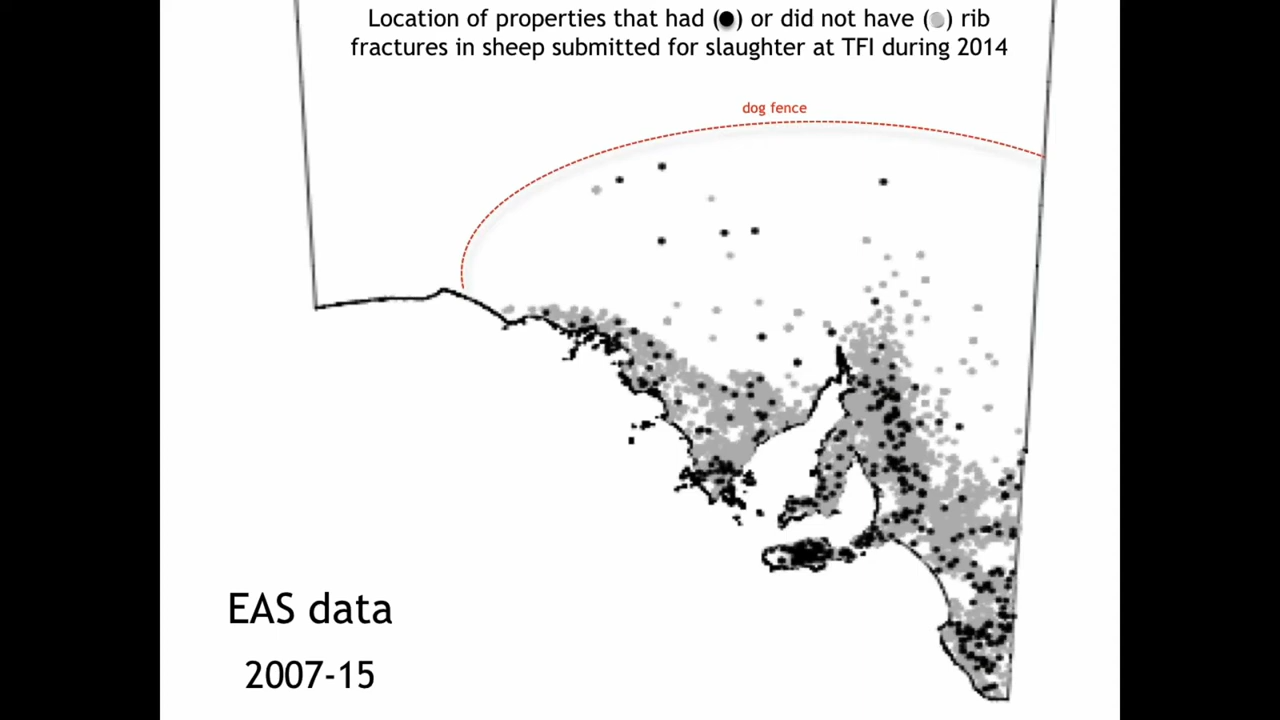 Location of properties that had (●) or did not have (●) rib
fractures in sheep submitted for slaughter at TFI during 2014
dog fence
EAS data
2007-15